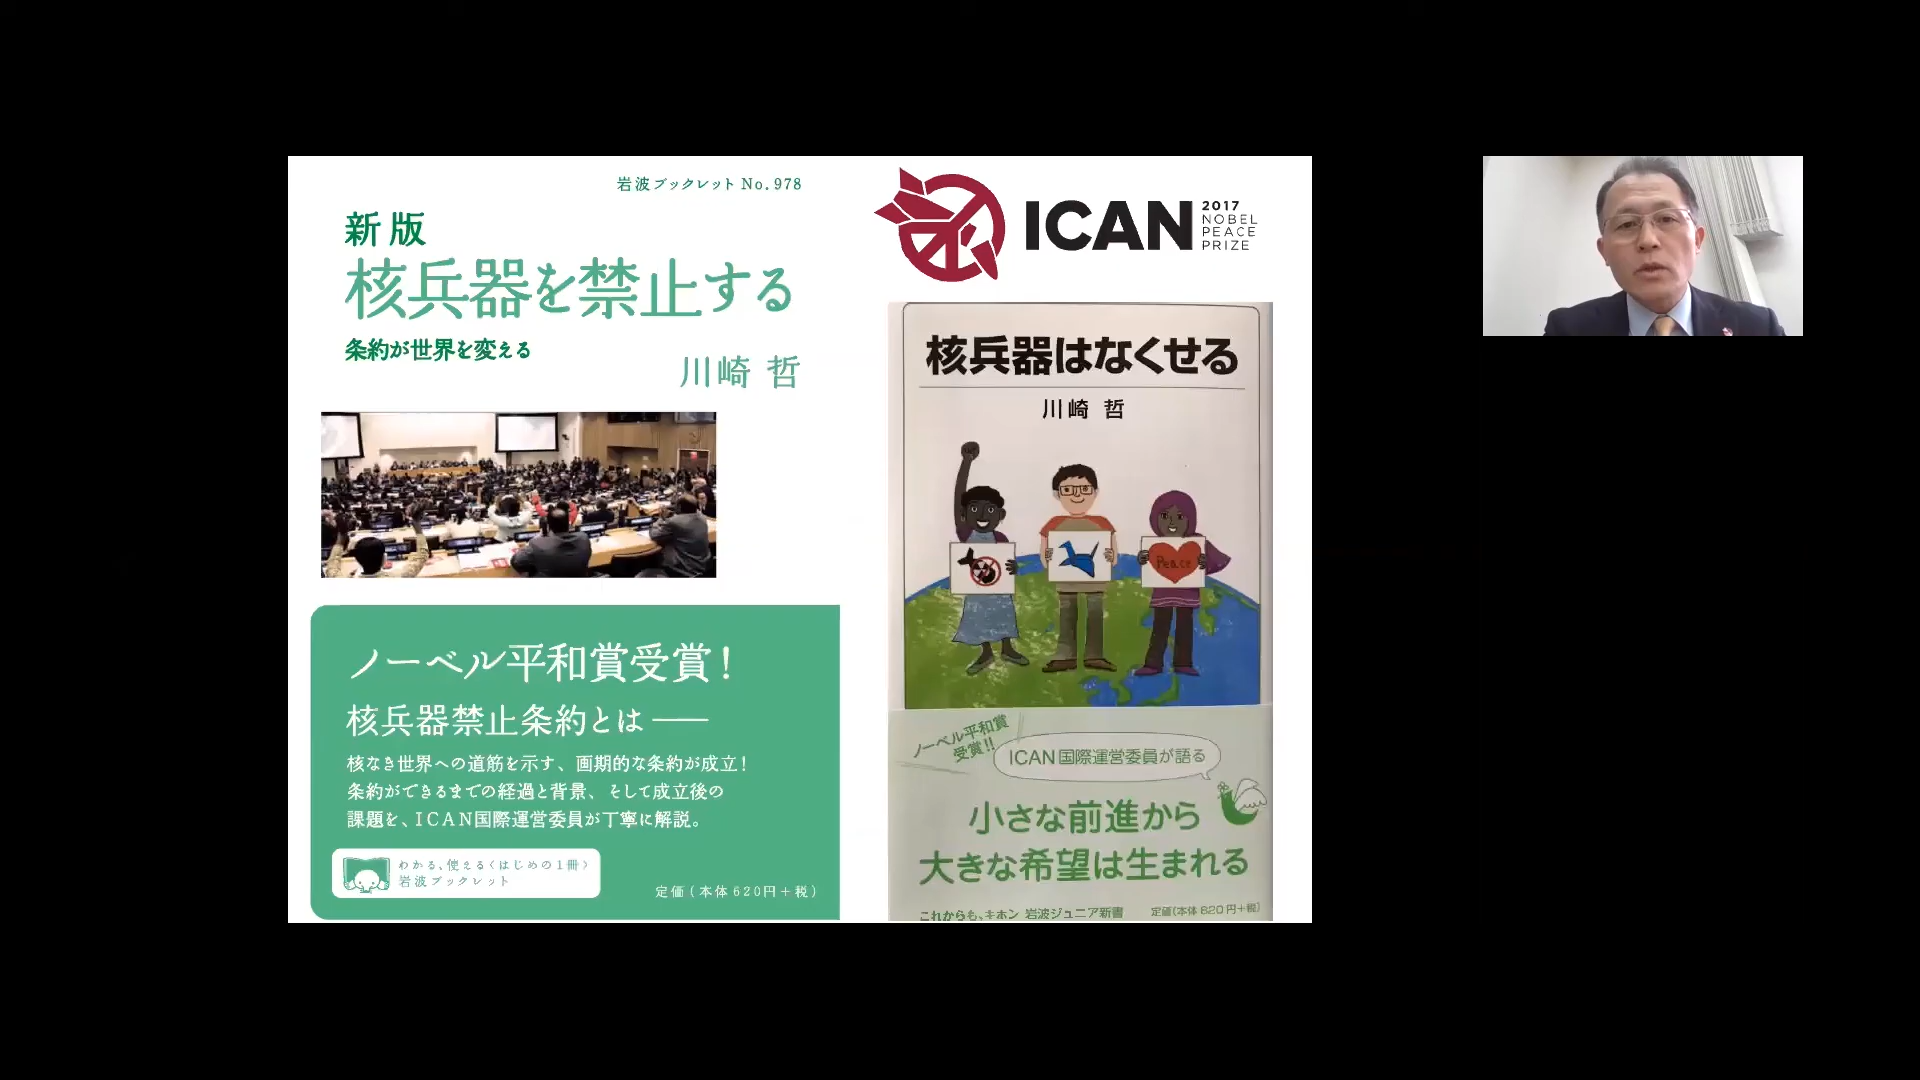 岩波ブックレット No.978
新版
核兵器を禁止する
条約が世界を変える
川崎 哲
ノーベル平和賞受賞!
核兵器禁止条約とは ──
核なき世界への道筋を示す、画期的な条約が成立!
条約ができるまでの経過と背景、そして成立後の
課題を、ICAN国際運営委員が丁寧に解説。
わかる、使える〈はじめの1冊〉
岩波ブックレット
定価(本体620円+税)
ICAN
2017
NOBEL
PEACE
PRIZE
核兵器はなくせる
川崎 哲
Peace
ノーベル平和賞
受賞!!
ICAN国際運営委員が語る
小さな前進から
大きな希望は生まれる
これからも、キホン 岩波ジュニア新書
定価(本体820円+税)